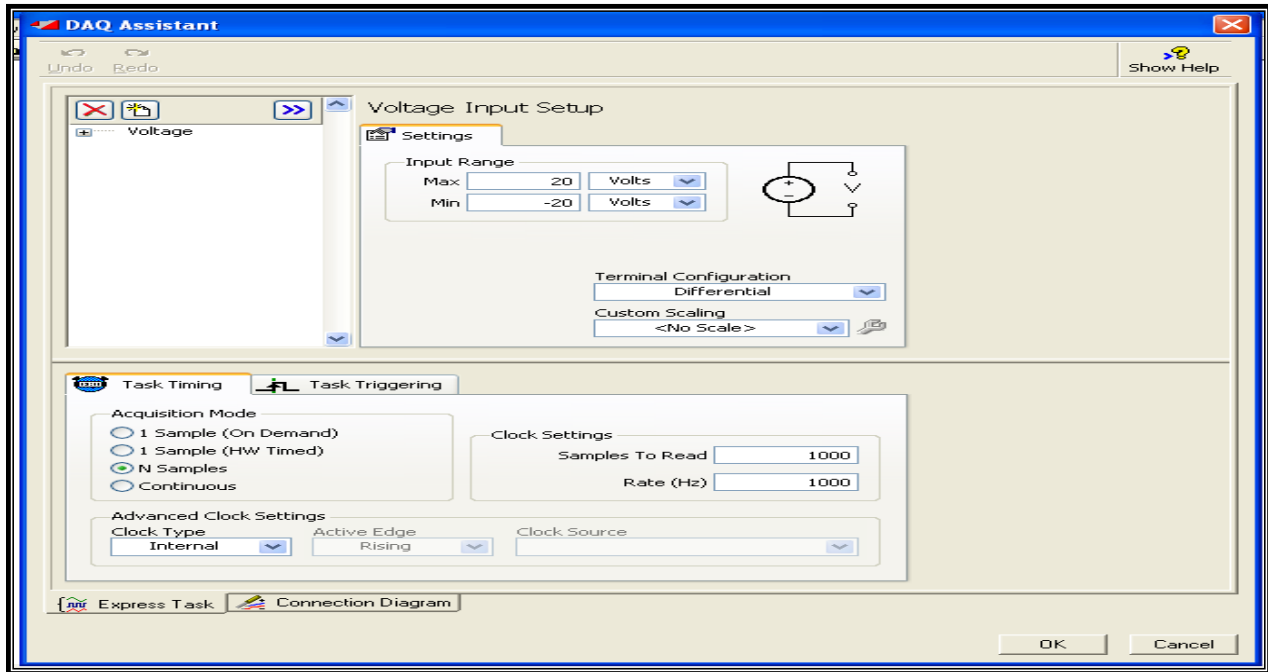 DAQ Assistant
Undo Redo
Show Help
Voltage
Voltage Input Setup
Settings
Input Range
Max 20 Volts
Min -20 Volts
Terminal Configuration
Differential
Custom Scaling
<No Scale>
Task Timing
Task Triggering
Acquisition Mode
1 Sample (On Demand)
1 Sample (HW Timed)
N Samples
Continuous
Clock Settings
Samples To Read 1000
Rate (Hz) 1000
Advanced Clock Settings
Clock Type Active Edge Clock Source
Internal Rising
Express Task Connection Diagram
OK Cancel